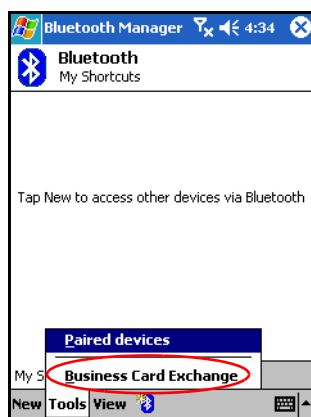 Bluetooth Manager 4:34
Bluetooth
My Shortcuts
Tap New to access other devices via Bluetooth
Paired devices
My S
Business Card Exchange
New Tools View